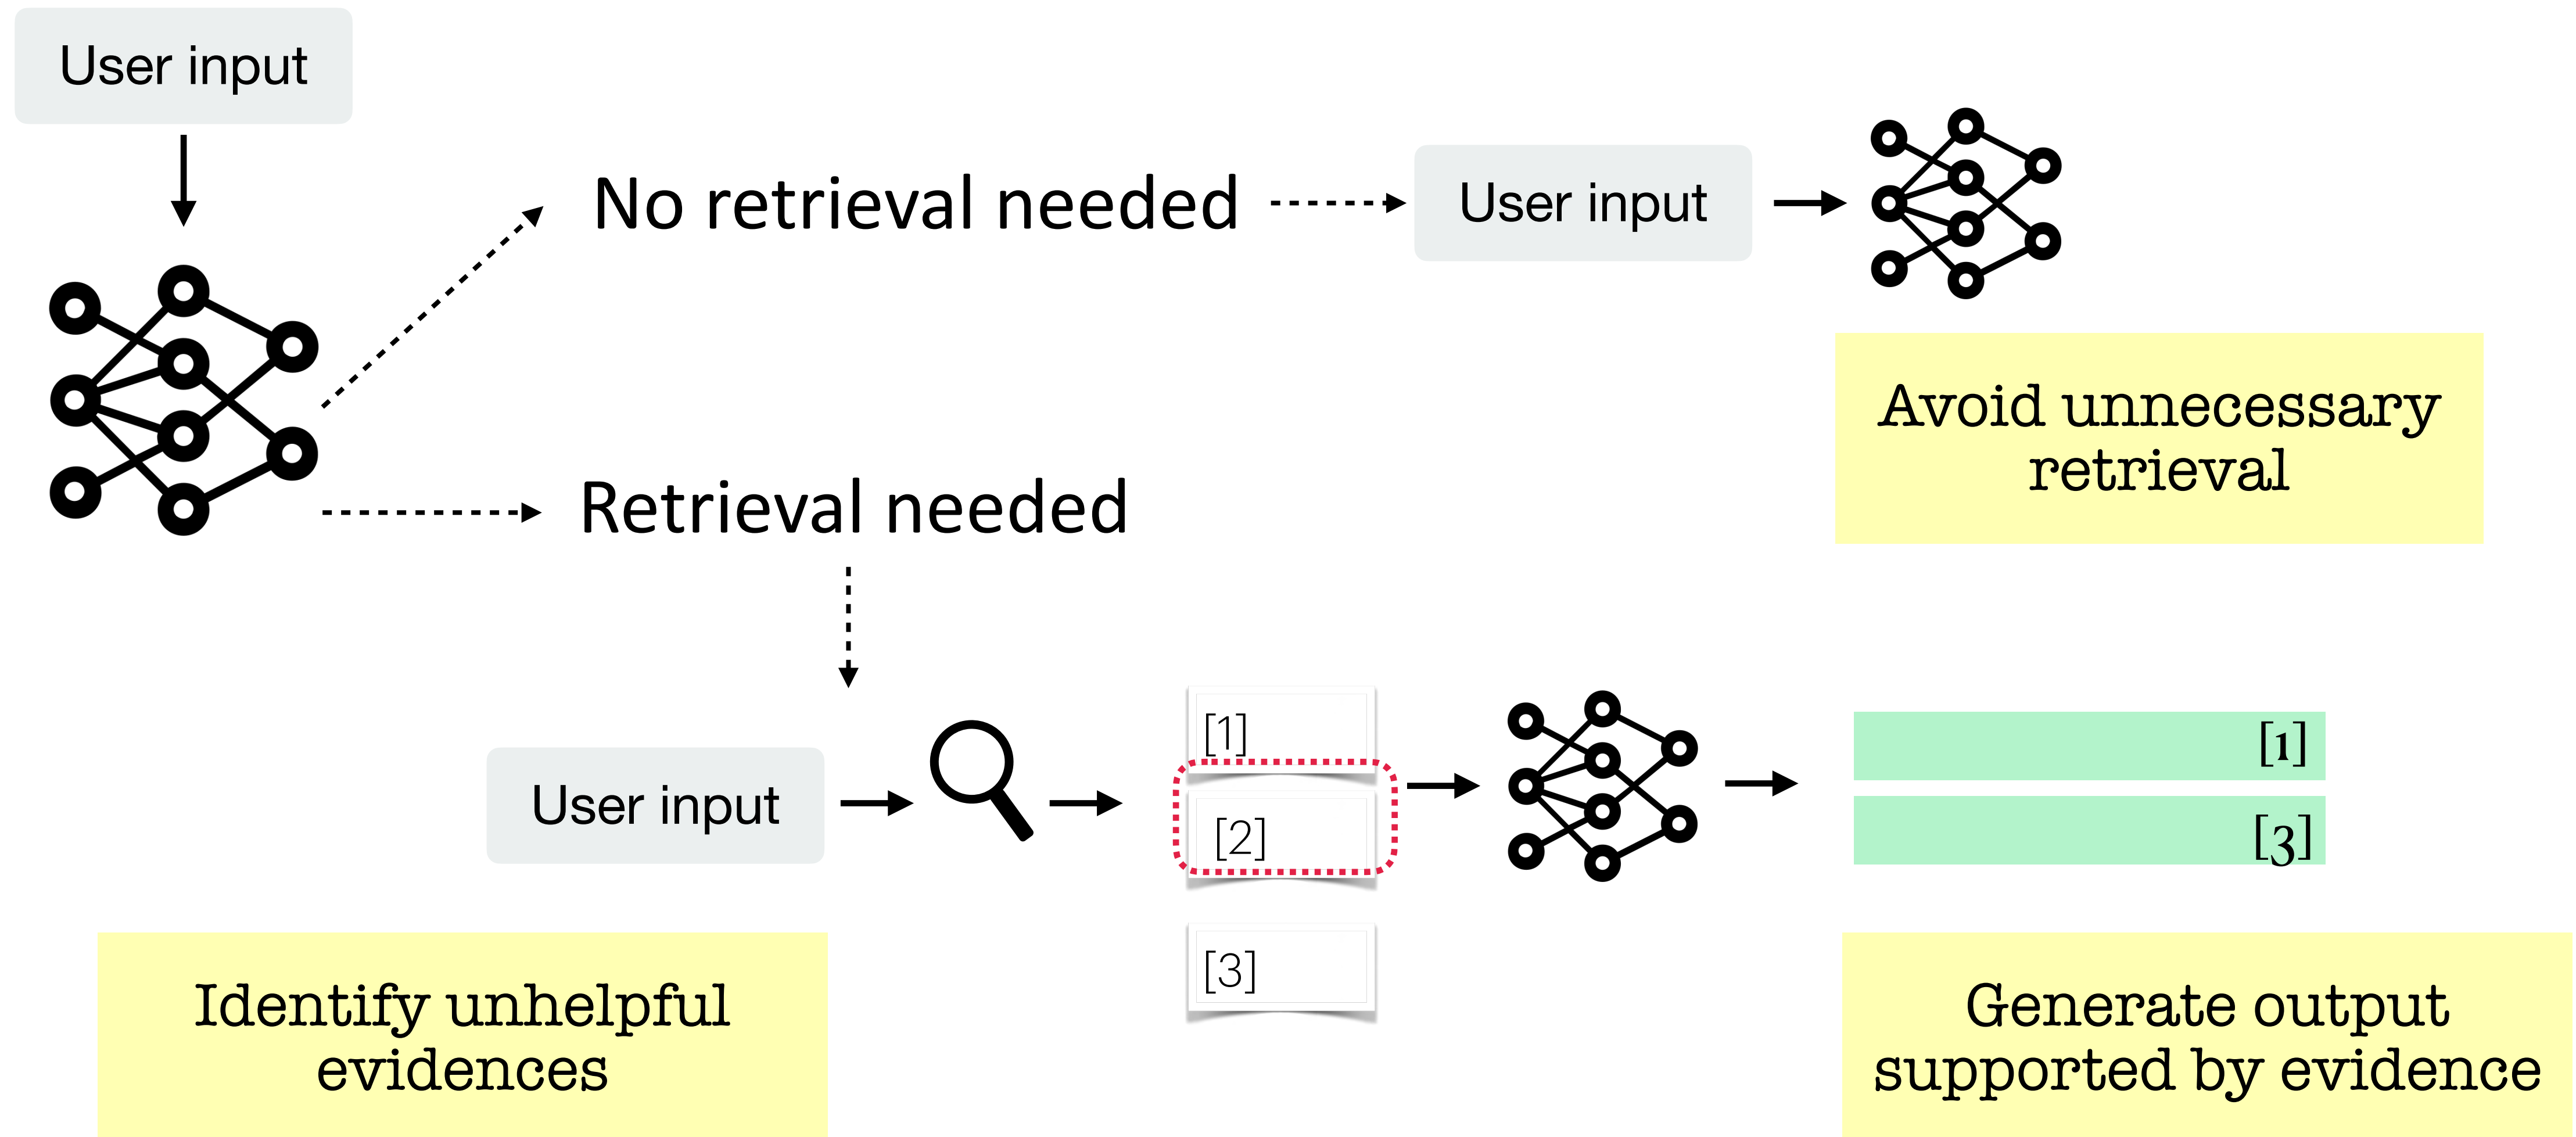 User input
No retrieval needed
User input
Avoid unnecessary
retrieval
Retrieval needed
User input
[1]
[2]
[3]
[1]
[3]
Identify unhelpful
evidences
Generate output
supported by evidence